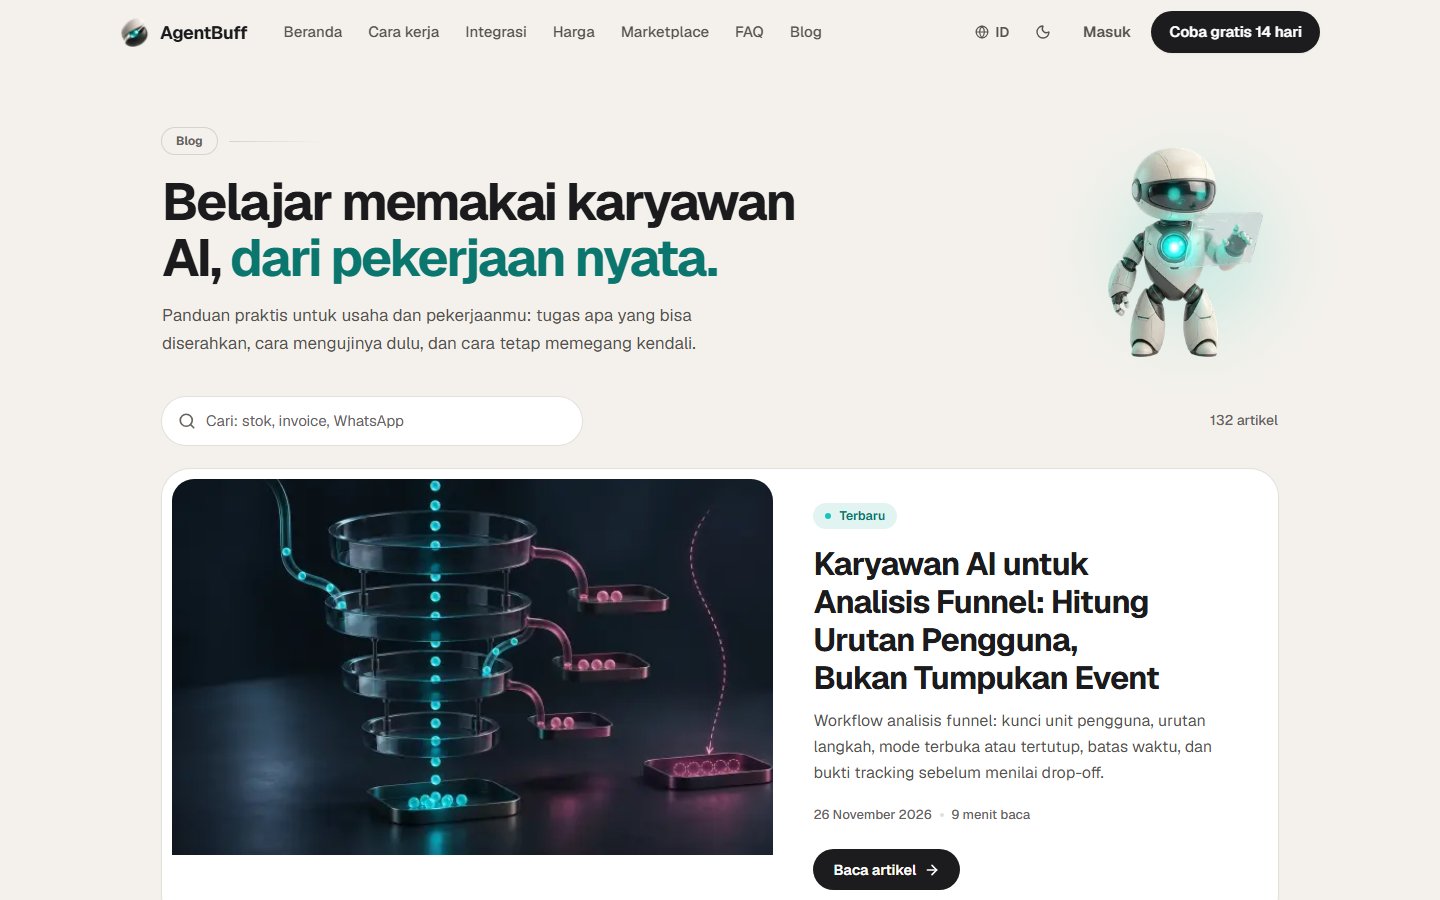 AgentBuff
Beranda
Cara kerja
Integrasi
Harga
Marketplace
FAQ
Blog
ID
Masuk
Coba gratis 14 hari
Blog
Belajar memakai karyawan
AI, dari pekerjaan nyata.
Panduan praktis untuk usaha dan pekerjaanmu: tugas apa yang bisa
diserahkan, cara mengujinya dulu, dan cara tetap memegang kendali.
Cari: stok, invoice, WhatsApp
132 artikel
Terbaru
Karyawan AI untuk
Analisis Funnel: Hitung
Urutan Pengguna,
Bukan Tumpukan Event
Workflow analisis funnel: kunci unit pengguna, urutan
langkah, mode terbuka atau tertutup, batas waktu, dan
bukti tracking sebelum menilai drop-off.
26 November 2026 • 9 menit baca
Baca artikel →